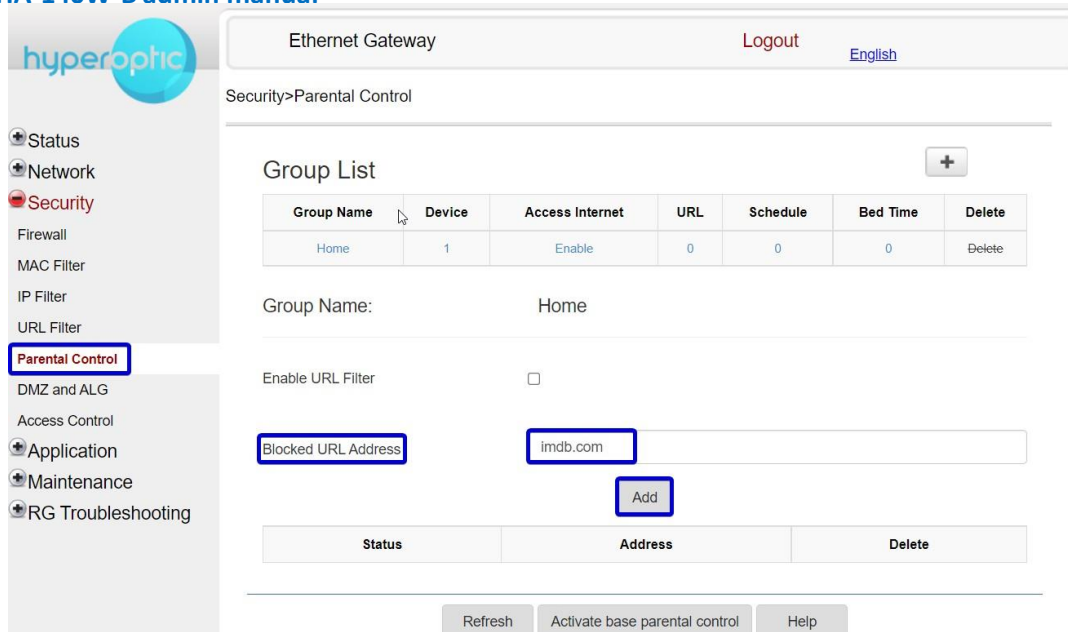 admin manual
hyperoptic
Ethernet Gateway
Logout
English
Security>Parental Control
Status
Network
Security
Firewall
MAC Filter
IP Filter
URL Filter
Parental Control
DMZ and ALG
Access Control
Application
Maintenance
RG Troubleshooting
Group List
+
Group Name Device Access Internet URL Schedule Bed Time Delete
Home 1 Enable 0 0 0 Delete
Group Name: Home
Enable URL Filter
Blocked URL Address imdb.com
Add
Status Address Delete
Refresh Activate base parental control Help